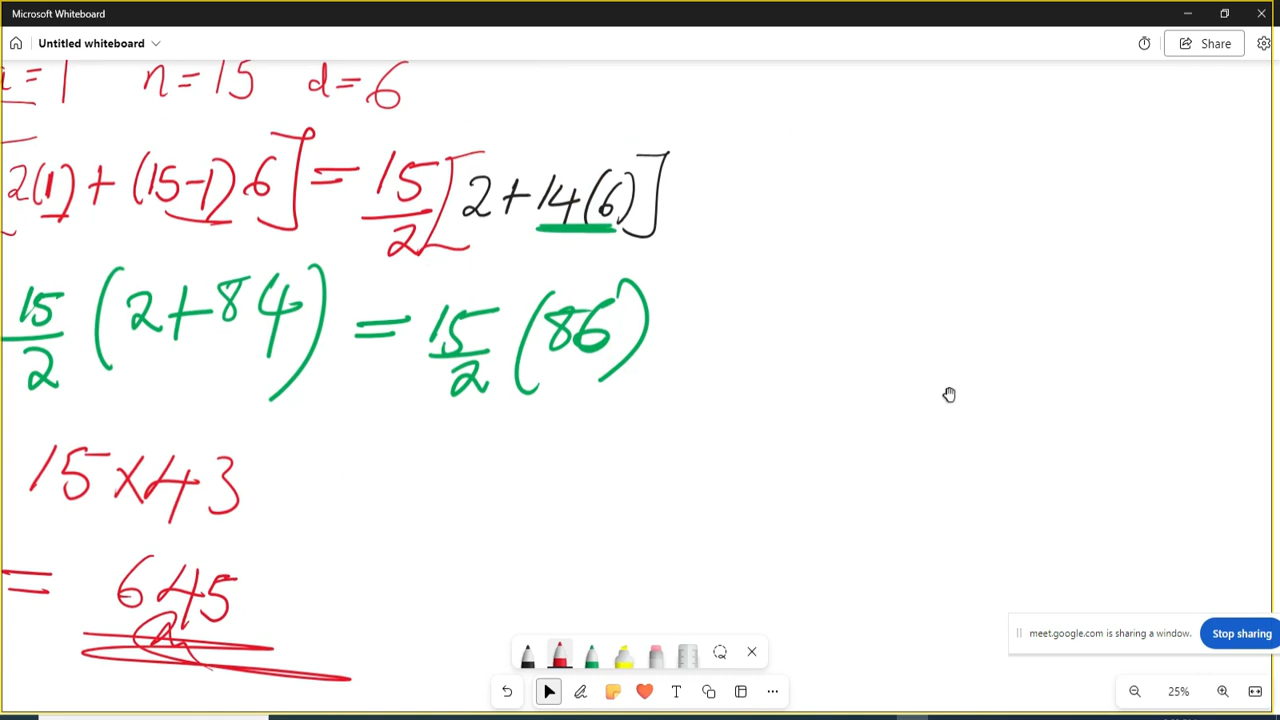 Microsoft Whiteboard
Untitled whiteboard
Share
= 1 n = 15 d = 6
2(1) + (15-1) 6] = 15/2 [2 + 14(6)]
15/2 (2 + 84) = 15/2 (86)
15 × 43
= 645
meet.google.com is sharing a window.
Stop sharing
25%